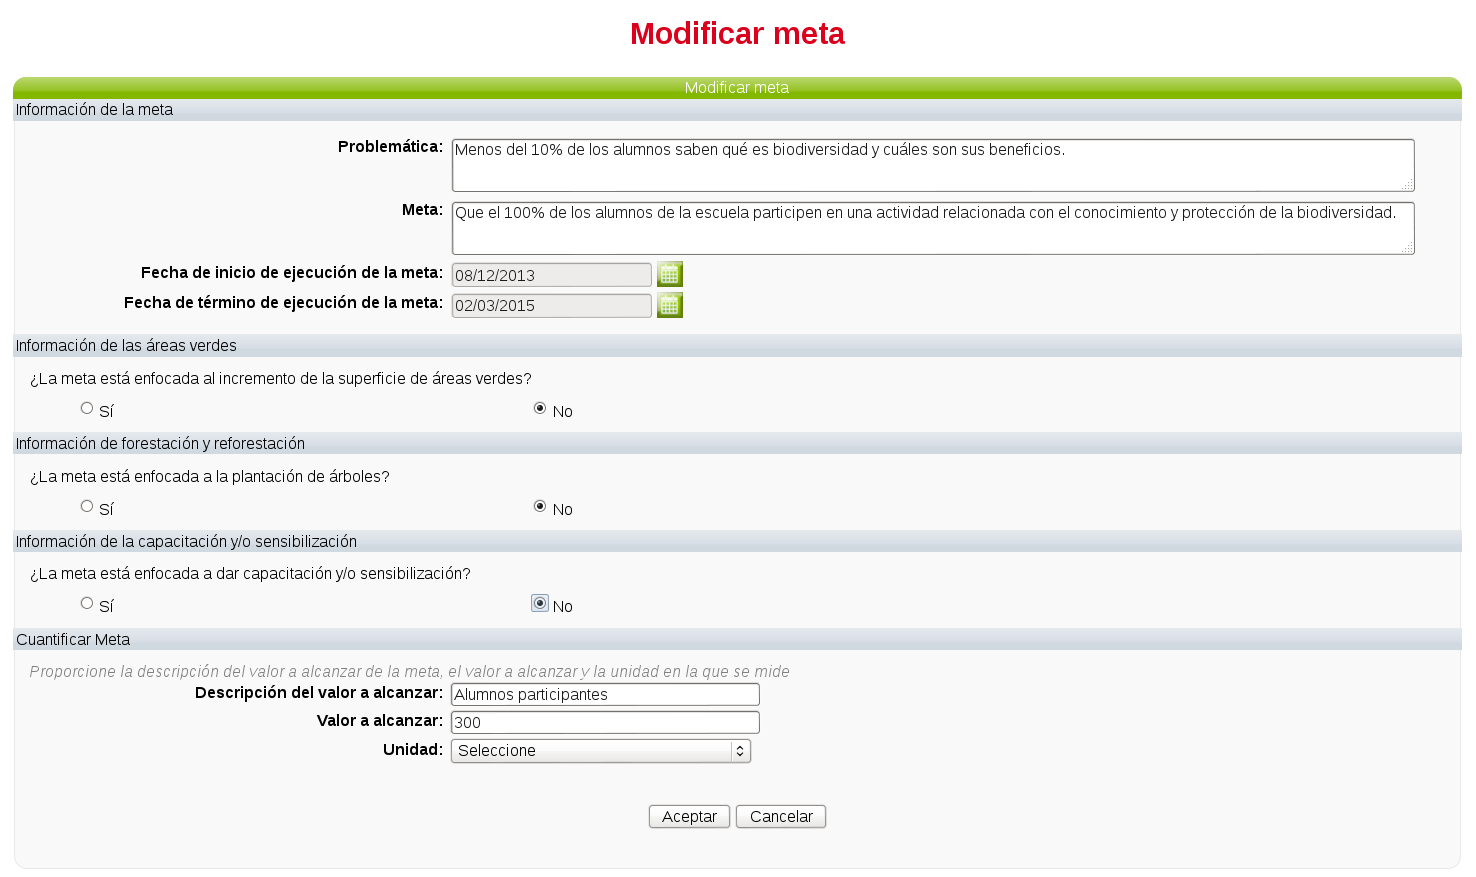 Modificar meta
Modificar meta
Información de la meta
Problemática: Menos del 10% de los alumnos saben qué es biodiversidad y cuáles son sus beneficios.
Meta: Que el 100% de los alumnos de la escuela participen en una actividad relacionada con el conocimiento y protección de la biodiversidad.
Fecha de inicio de ejecución de la meta: 08/12/2013
Fecha de término de ejecución de la meta: 02/03/2015
Información de las áreas verdes
¿La meta está enfocada al incremento de la superficie de áreas verdes?
Sí No
Información de forestación y reforestación
¿La meta está enfocada a la plantación de árboles?
Sí No
Información de la capacitación y/o sensibilización
¿La meta está enfocada a dar capacitación y/o sensibilización?
Sí No
Cuantificar Meta
Proporcione la descripción del valor a alcanzar de la meta, el valor a alcanzar y la unidad en la que se mide
Descripción del valor a alcanzar: Alumnos participantes
Valor a alcanzar: 300
Unidad: Seleccione
Aceptar Cancelar